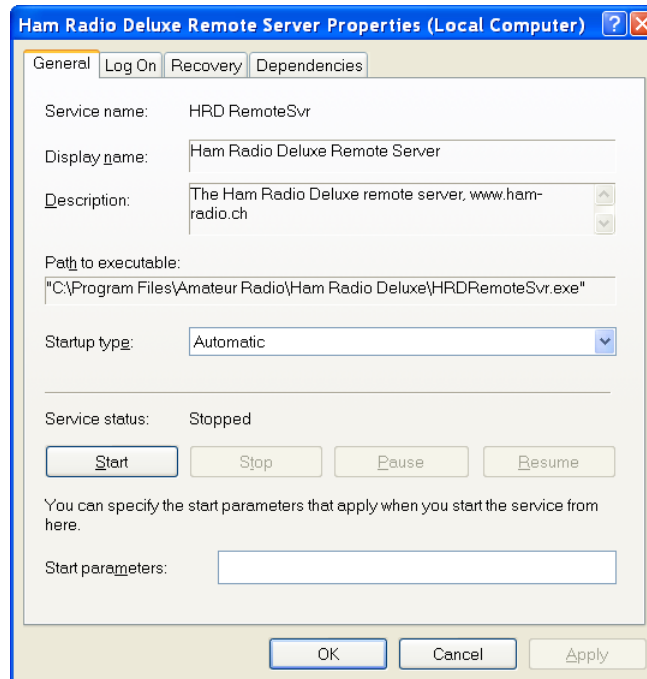 Ham Radio Deluxe Remote Server Properties (Local Computer)
General Log On Recovery Dependencies
Service name: HRD RemoteSvr
Display name: Ham Radio Deluxe Remote Server
Description: The Ham Radio Deluxe remote server, www.ham-
radio.ch
Path to executable:
"C:\Program Files\Amateur Radio\Ham Radio Deluxe\HRDRemoteSvr.exe"
Startup type: Automatic
Service status: Stopped
Start Stop Pause Resume
You can specify the start parameters that apply when you start the service from
here.
Start parameters:
OK Cancel Apply